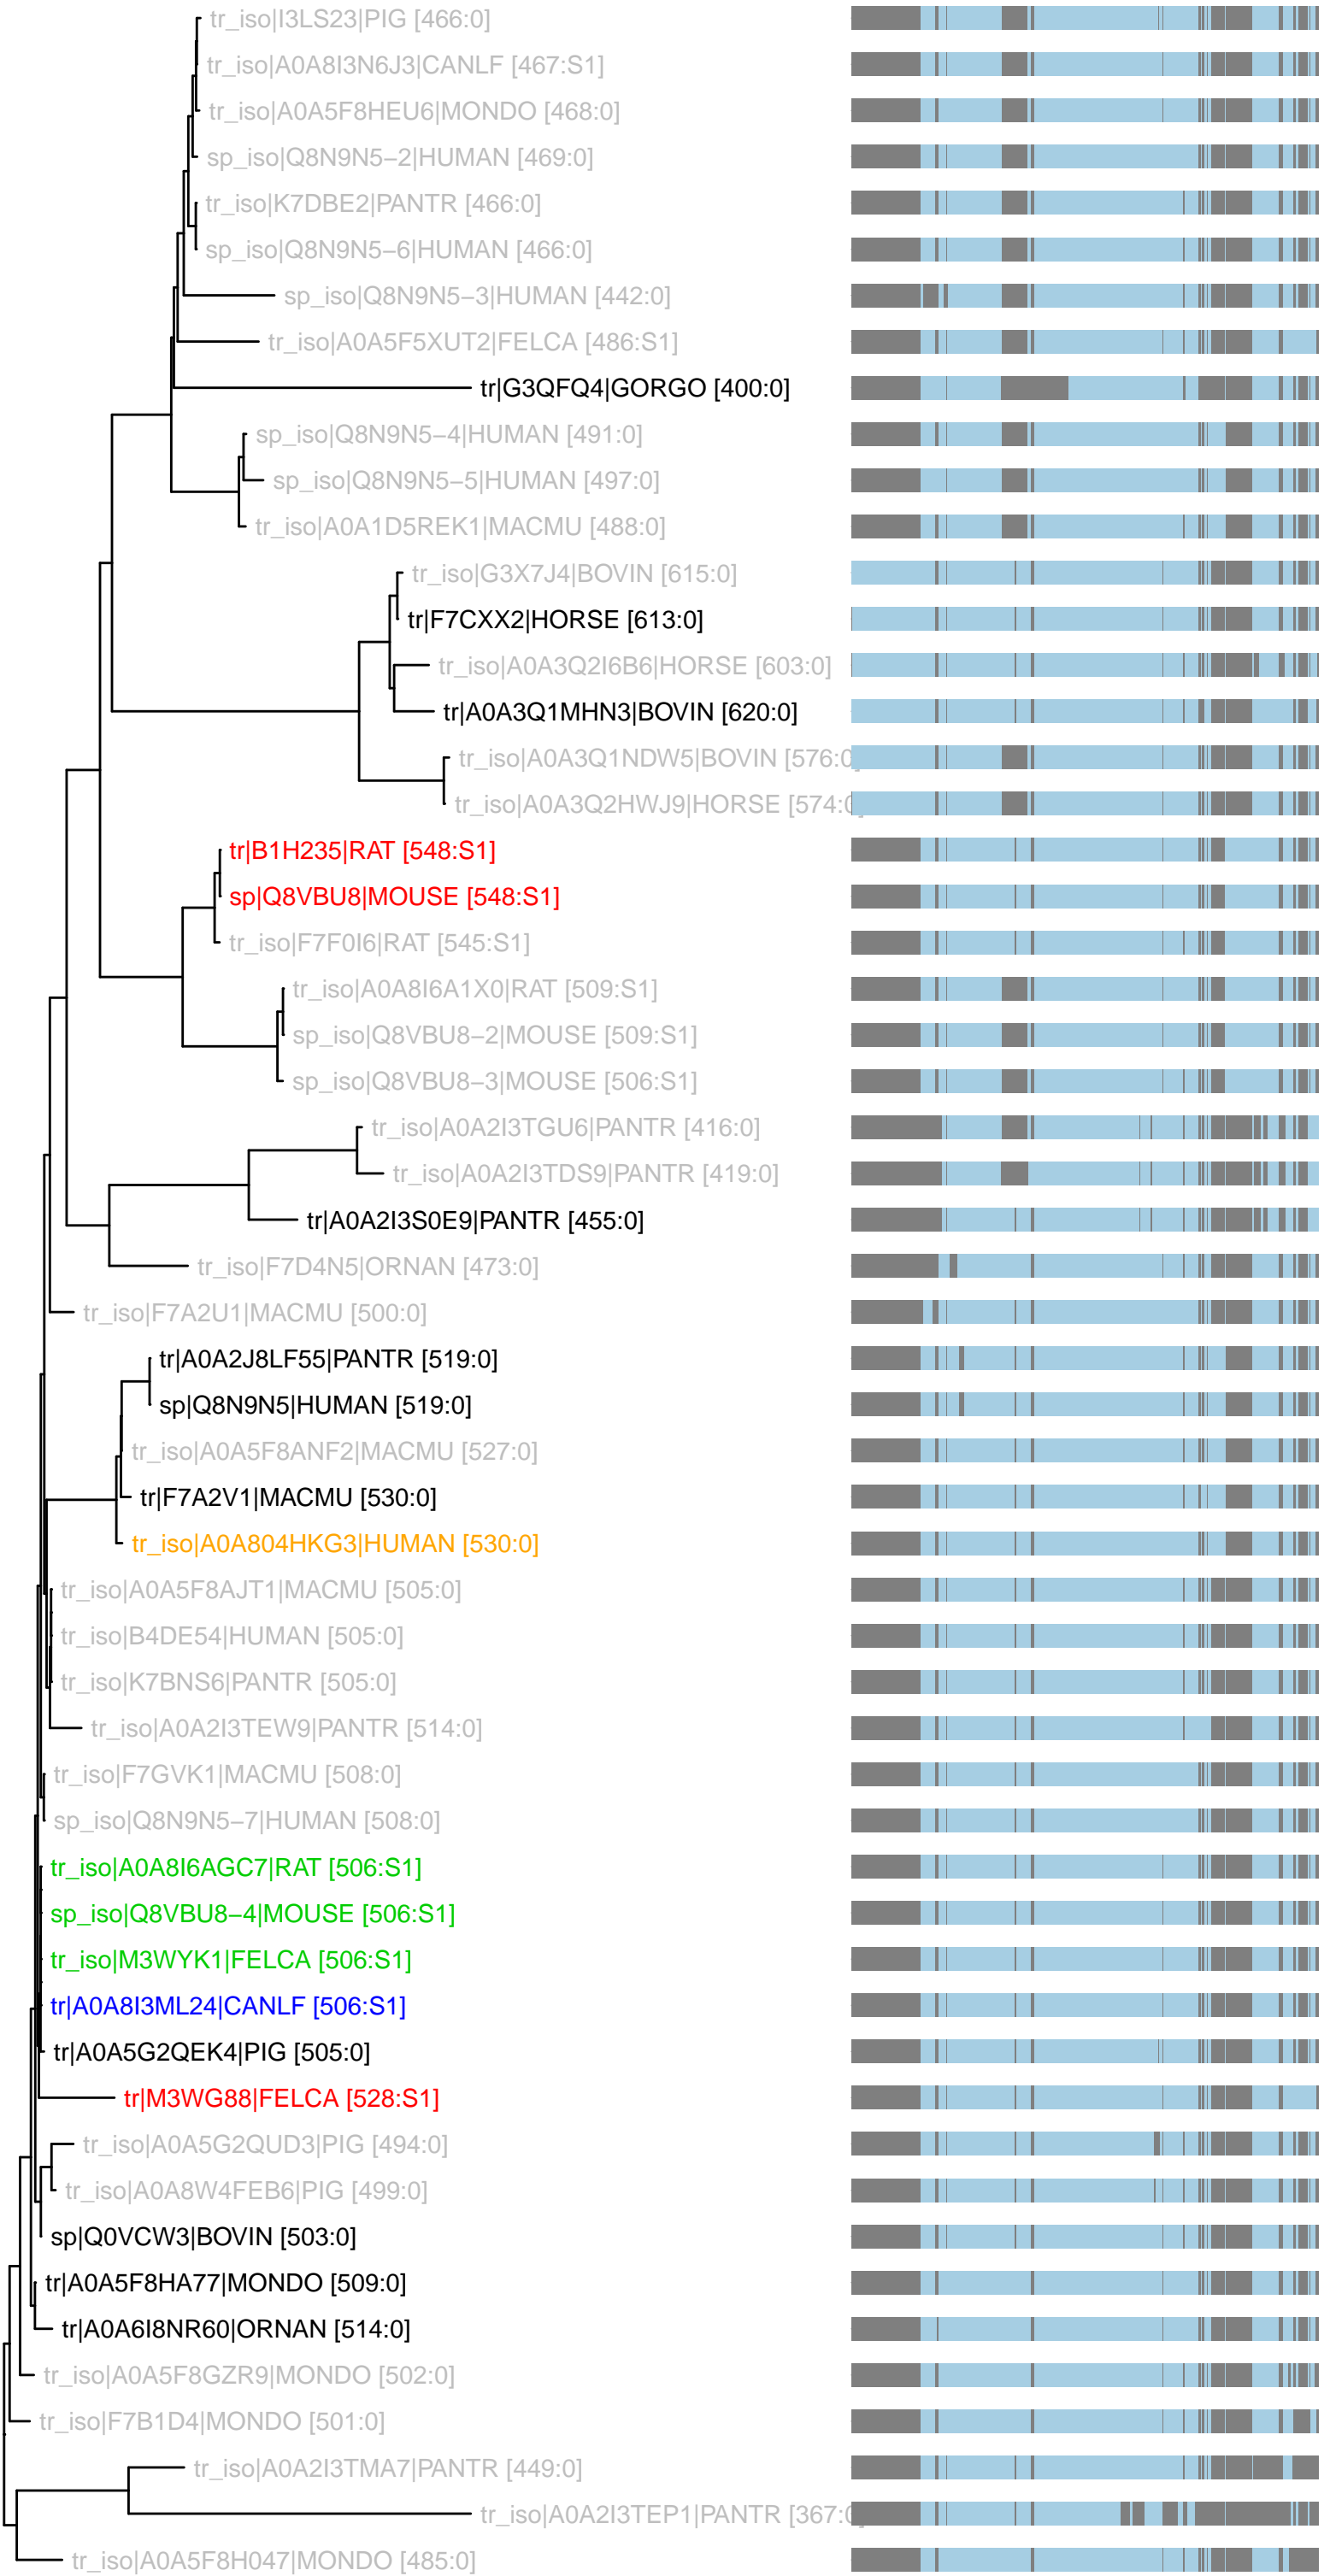 tr_iso|I3LS23|PIG [466:0]
tr_iso|A0A8I3N6J3|CANLF [467:S1]
tr_iso|A0A5F8HEU6|MONDO [468:0]
sp_iso|Q8N9N5−2|HUMAN [469:0]
tr_iso|K7DBE2|PANTR [466:0]
sp_iso|Q8N9N5−6|HUMAN [466:0]
sp_iso|Q8N9N5−3|HUMAN [442:0]
tr_iso|A0A5F5XUT2|FELCA [486:S1]
tr|G3QFQ4|GORGO [400:0]
sp_iso|Q8N9N5−4|HUMAN [491:0]
sp_iso|Q8N9N5−5|HUMAN [497:0]
tr_iso|A0A1D5REK1|MACMU [488:0]
tr_iso|G3X7J4|BOVIN [615:0]
tr|F7CXX2|HORSE [613:0]
tr_iso|A0A3Q2I6B6|HORSE [603:0]
tr|A0A3Q1MHN3|BOVIN [620:0]
tr_iso|A0A3Q1NDW5|BOVIN [576:0
tr_iso|A0A3Q2HWJ9|HORSE [574:0
tr|B1H235|RAT [548:S1]
sp|Q8VBU8|MOUSE [548:S1]
tr_iso|F7F0I6|RAT [545:S1]
tr_iso|A0A8I6A1X0|RAT [509:S1]
sp_iso|Q8VBU8−2|MOUSE [509:S1]
sp_iso|Q8VBU8−3|MOUSE [506:S1]
tr_iso|A0A2I3TGU6|PANTR [416:0]
tr_iso|A0A2I3TDS9|PANTR [419:0]
tr|A0A2I3S0E9|PANTR [455:0]
tr_iso|F7D4N5|ORNAN [473:0]
tr_iso|F7A2U1|MACMU [500:0]
tr|A0A2J8LF55|PANTR [519:0]
sp|Q8N9N5|HUMAN [519:0]
tr_iso|A0A5F8ANF2|MACMU [527:0]
tr|F7A2V1|MACMU [530:0]
tr_iso|A0A804HKG3|HUMAN [530:0]
tr_iso|A0A5F8AJT1|MACMU [505:0]
tr_iso|B4DE54|HUMAN [505:0]
tr_iso|K7BNS6|PANTR [505:0]
tr_iso|A0A2I3TEW9|PANTR [514:0]
tr_iso|F7GVK1|MACMU [508:0]
sp_iso|Q8N9N5−7|HUMAN [508:0]
tr_iso|A0A8I6AGC7|RAT [506:S1]
sp_iso|Q8VBU8−4|MOUSE [506:S1]
tr_iso|M3WYK1|FELCA [506:S1]
tr|A0A8I3ML24|CANLF [506:S1]
tr|A0A5G2QEK4|PIG [505:0]
tr|M3WG88|FELCA [528:S1]
tr_iso|A0A5G2QUD3|PIG [494:0]
tr_iso|A0A8W4FEB6|PIG [499:0]
sp|Q0VCW3|BOVIN [503:0]
tr|A0A5F8HA77|MONDO [509:0]
tr|A0A6I8NR60|ORNAN [514:0]
tr_iso|A0A5F8GZR9|MONDO [502:0]
tr_iso|F7B1D4|MONDO [501:0]
tr_iso|A0A2I3TMA7|PANTR [449:0]
tr_iso|A0A2I3TEP1|PANTR [367:0
tr_iso|A0A5F8H047|MONDO [485:0]